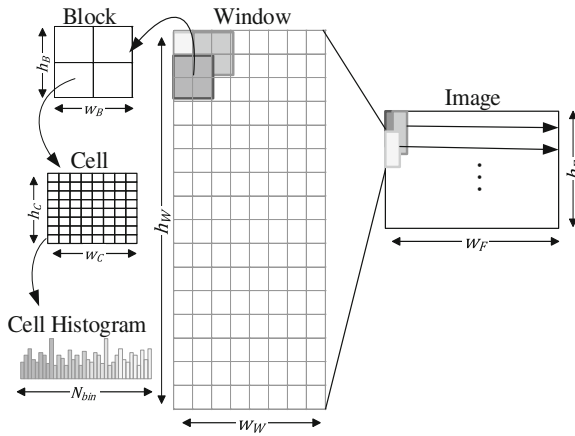 Block
Window
h_B
w_B
Image
Cell
h_C
w_C
h_W
w_F
Cell Histogram
N_bin
w_W